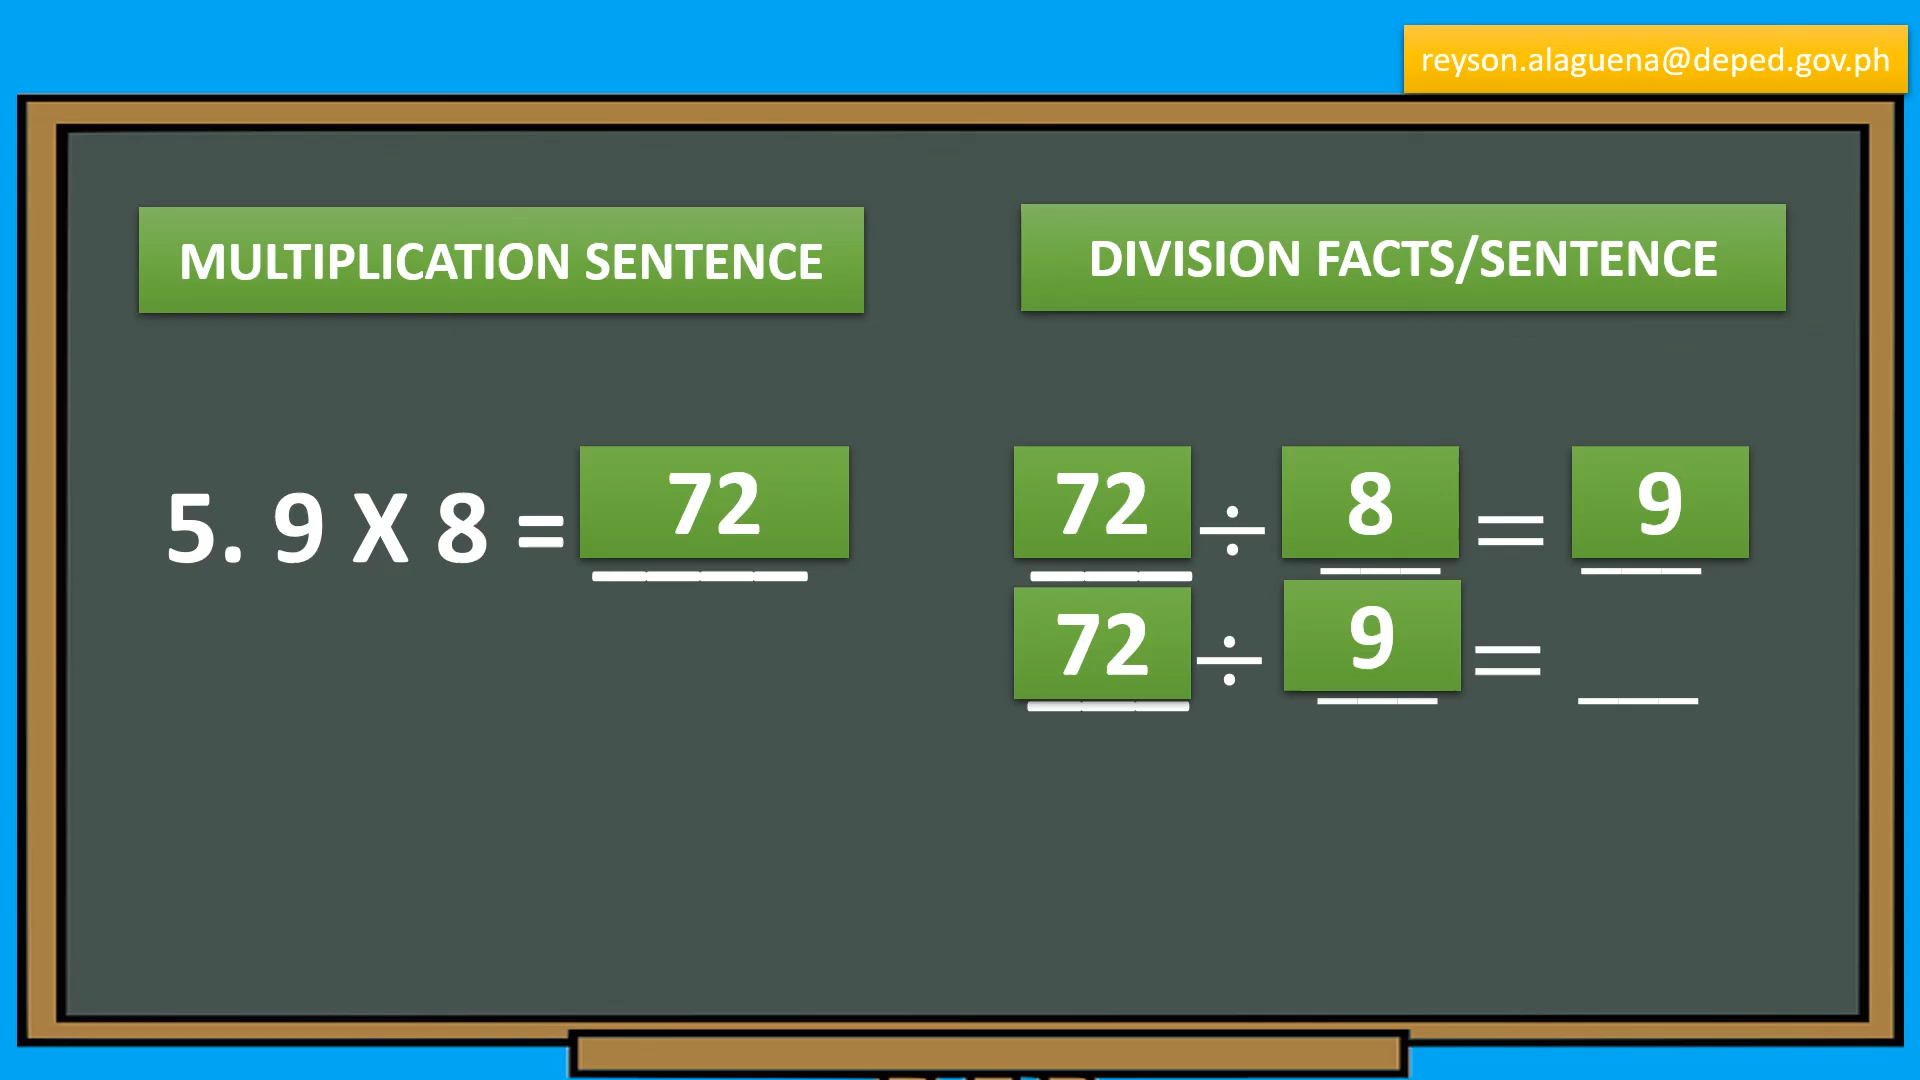 reyson.alaguena@deped.gov.ph
MULTIPLICATION SENTENCE
DIVISION FACTS/SENTENCE
5. 9 X 8 = 72
72 ÷ 8 = 9
72 ÷ 9 = ___